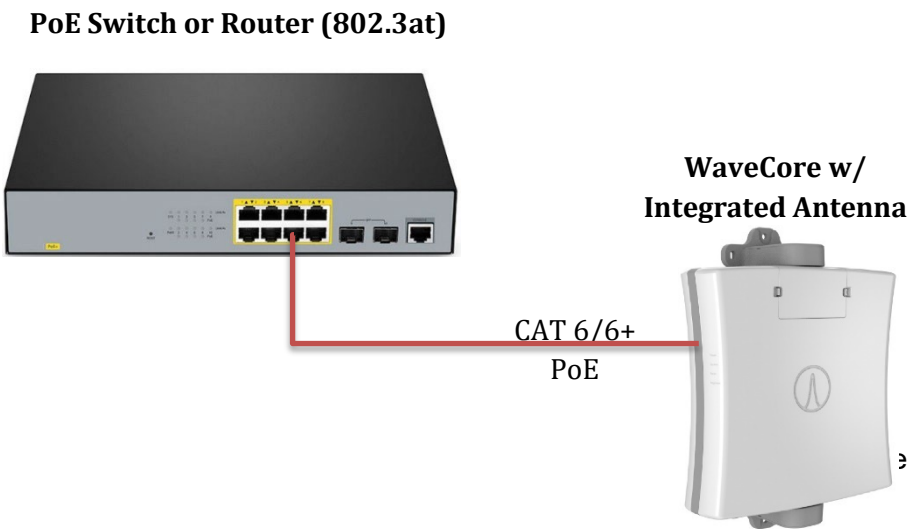 PoE Switch or Router (802.3at)
WaveCore w/
Integrated Antenna
CAT 6/6+
PoE
e